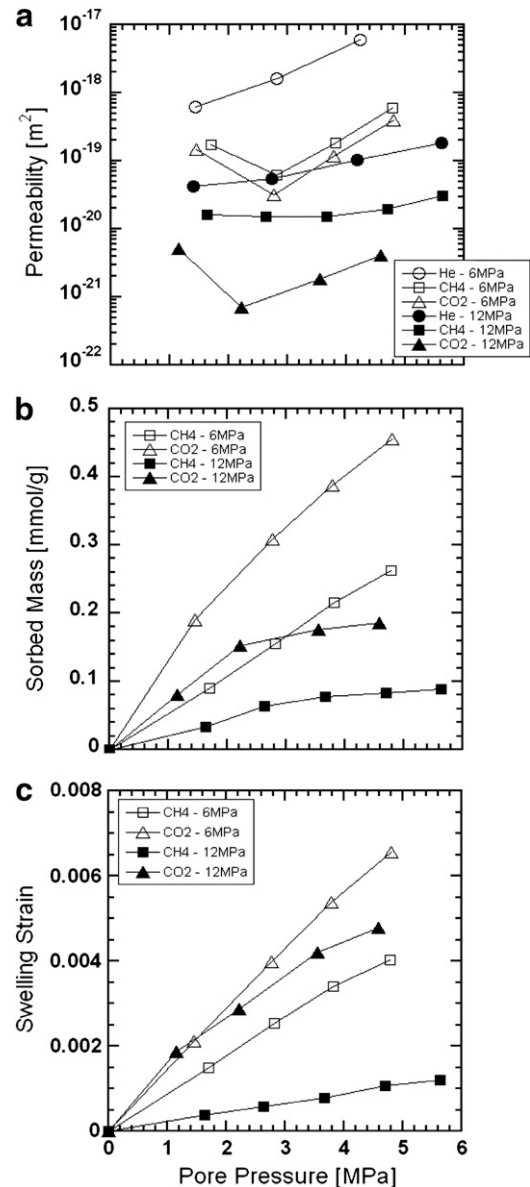 a
10-17
10-18
10-19
10-20
10-21
10-22
Permeability [m2]
He - 6MPa
CH4 - 6MPa
CO2 - 6MPa
He - 12MPa
CH4 - 12MPa
CO2 - 12MPa
b
0.5
0.4
0.3
0.2
0.1
0
Sorbed Mass [mmol/g]
CH4 - 6MPa
CO2 - 6MPa
CH4 - 12MPa
CO2 - 12MPa
c
0.008
0.006
0.004
0.002
0
Swelling Strain
CH4 - 6MPa
CO2 - 6MPa
CH4 - 12MPa
CO2 - 12MPa
0 1 2 3 4 5 6
Pore Pressure [MPa]